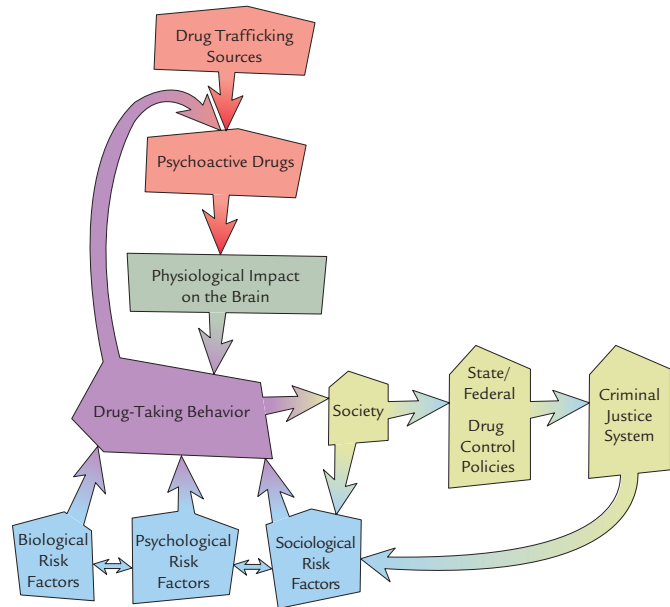 Drug Trafficking
Sources
Psychoactive Drugs
Physiological Impact
on the Brain
Drug-Taking Behavior
Society
State/
Federal
Drug
Control
Policies
Criminal
Justice
System
Biological
Risk
Factors
Psychological
Risk
Factors
Sociological
Risk
Factors